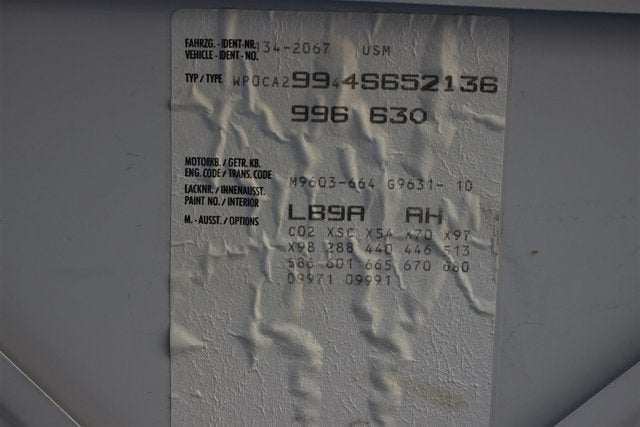 FAHRZG. - IDENT-NR. 134-2067 USM
VEHICLE - IDENT - NO.
TYP / TYPE WP0CA29944S652136
996 630
MOTORKB. / GETR. KB.
ENG. CODE / TRANS. CODE M9603-664 G9631- 10
LACKNR. / INNENAUSST.
PAINT NO. / INTERIOR LB9A AH
M. - AUSST. / OPTIONS C02 XSC X54 X70 X97
X98 288 440 446 513
586 601 665 670 680
09971 09991